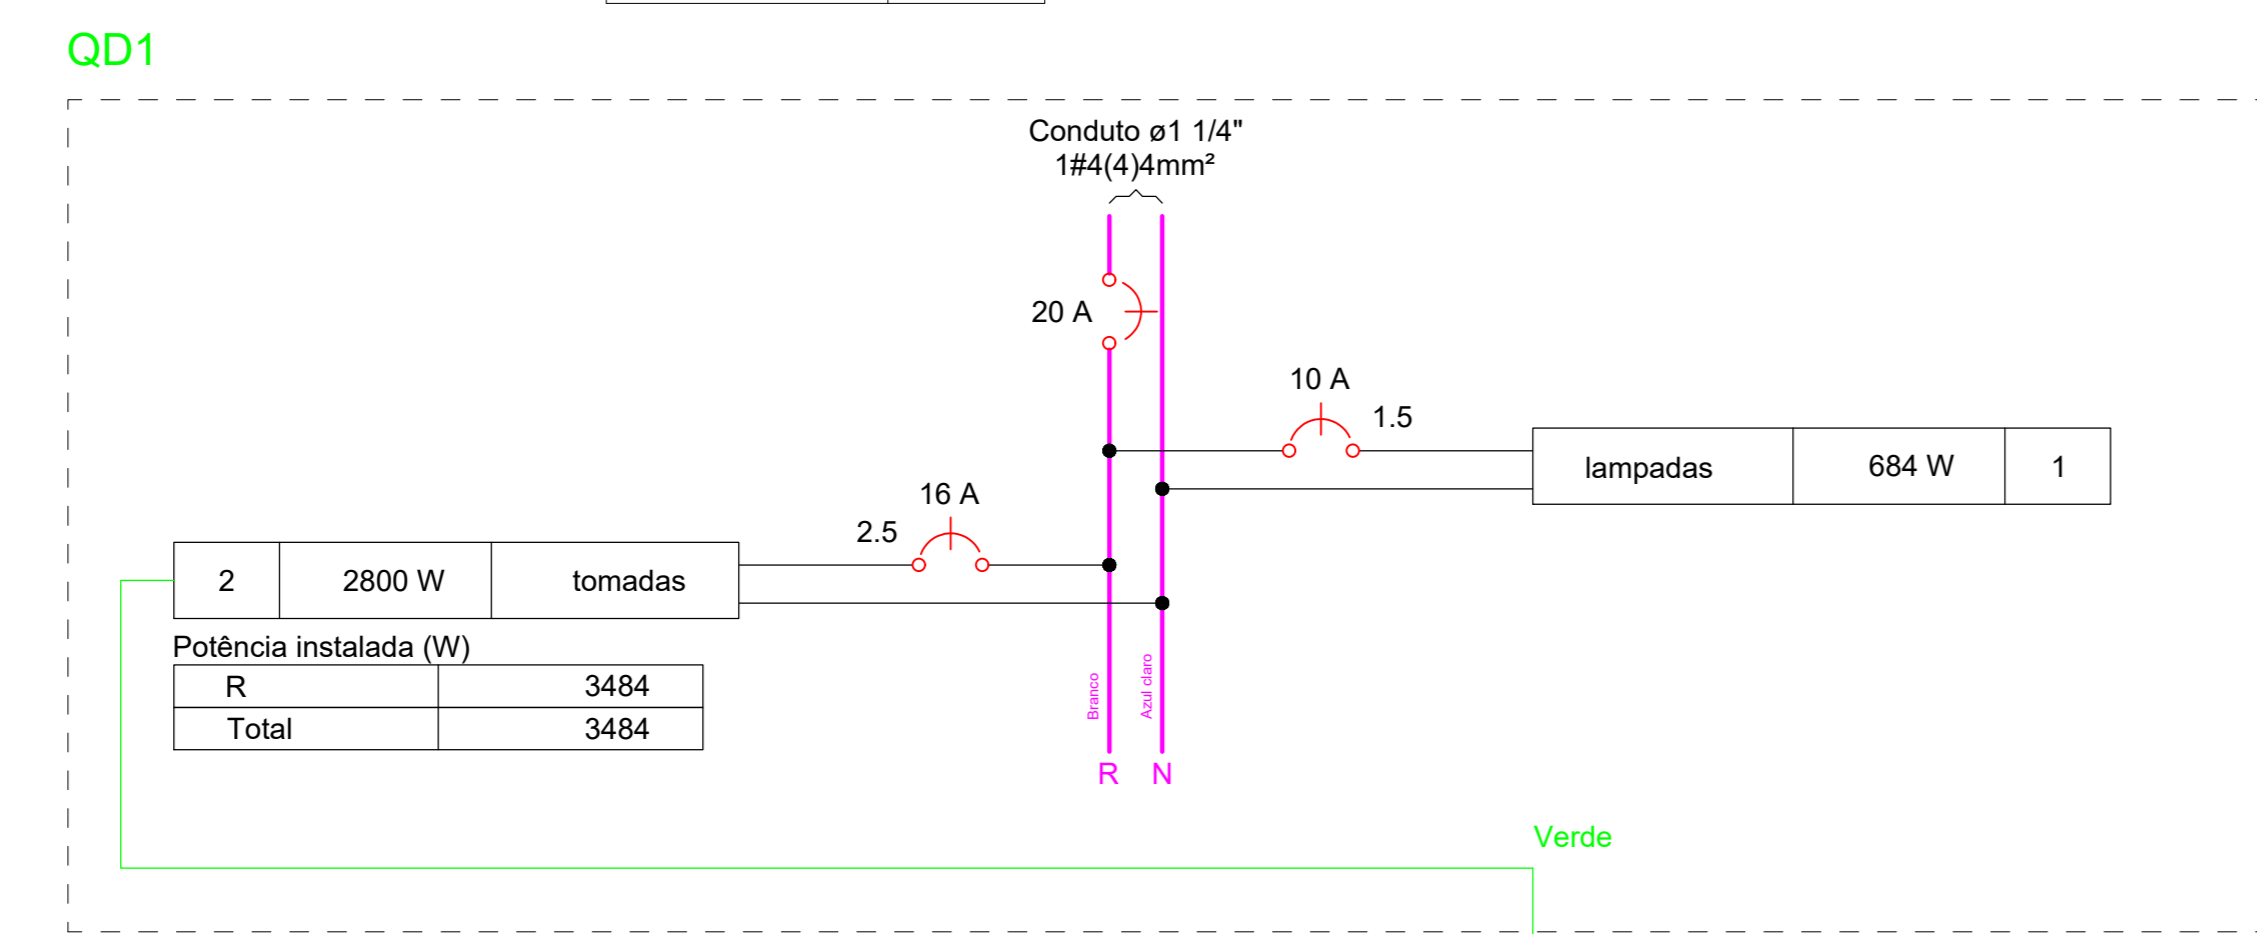 QD1
Conduto ø1 1/4"
1#4(4)4mm²
20 A
10 A
1.5
lampadas 684 W 1
16 A
2.5
2 2800 W tomadas
Potência instalada (W)
R 3484
Total 3484
Branco
Azul claro
R N
Verde